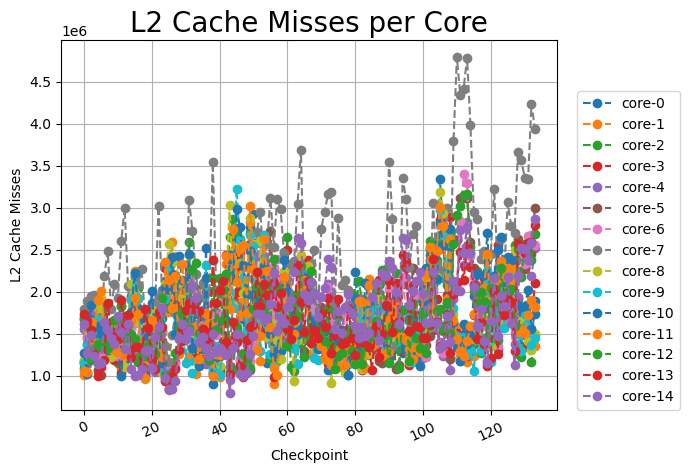 L2 Cache Misses per Core
1e6
4.5
4.0
3.5
3.0
2.5
2.0
1.5
1.0
L2 Cache Misses
0
20
40
60
80
100
120
Checkpoint
core-0
core-1
core-2
core-3
core-4
core-5
core-6
core-7
core-8
core-9
core-10
core-11
core-12
core-13
core-14